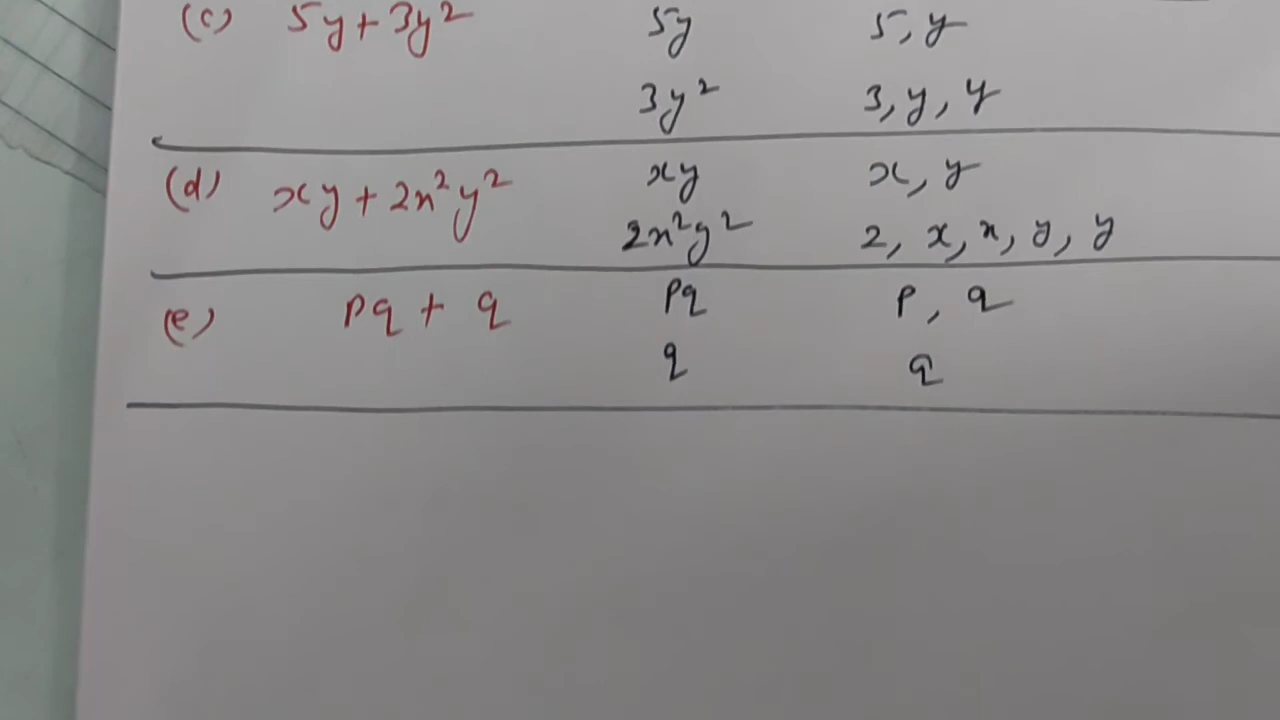 (c) 5y + 3y² 5y 5, y
3y² 3, y, y
(d) xy + 2x²y² xy x, y
2x²y² 2, x, x, y, y
(e) pq + q pq p, q
q q